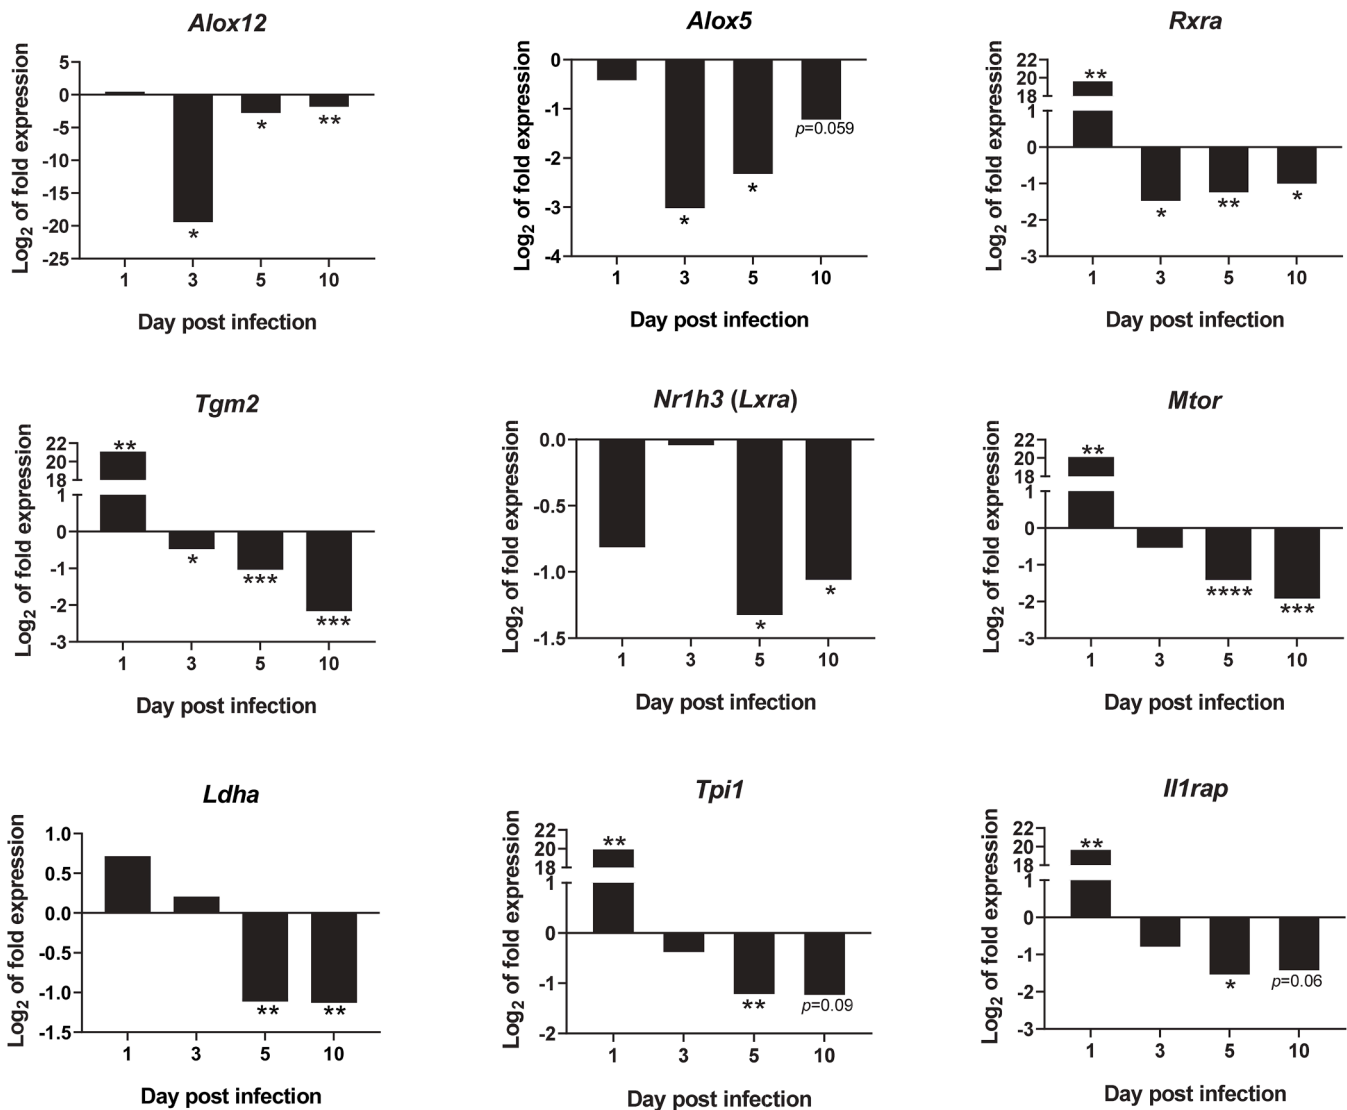 Alox12
Log2 of fold expression
5
0
-5
-10
-15
-20
-25
*
*
**
1 3 5 10
Day post infection
Alox5
Log2 of fold expression
0
-1
-2
-3
-4
*
*
p=0.059
1 3 5 10
Day post infection
Rxra
Log2 of fold expression
22
20
18
1
0
-1
-2
-3
**
*
**
*
1 3 5 10
Day post infection
Tgm2
Log2 of fold expression
22
20
18
1
0
-1
-2
-3
**
*
***
***
1 3 5 10
Day post infection
Nr1h3 (Lxra)
Log2 of fold expression
0.0
-0.5
-1.0
-1.5
*
*
1 3 5 10
Day post infection
Mtor
Log2 of fold expression
22
20
18
1
0
-1
-2
-3
**
****
***
1 3 5 10
Day post infection
Ldha
Log2 of fold expression
1.0
0.5
0.0
-0.5
-1.0
-1.5
**
**
1 3 5 10
Day post infection
Tpi1
Log2 of fold expression
22
20
18
1
0
-1
-2
**
**
p=0.09
1 3 5 10
Day post infection
Il1rap
Log2 of fold expression
22
20
18
1
0
-1
-2
-3
**
*
p=0.06
1 3 5 10
Day post infection